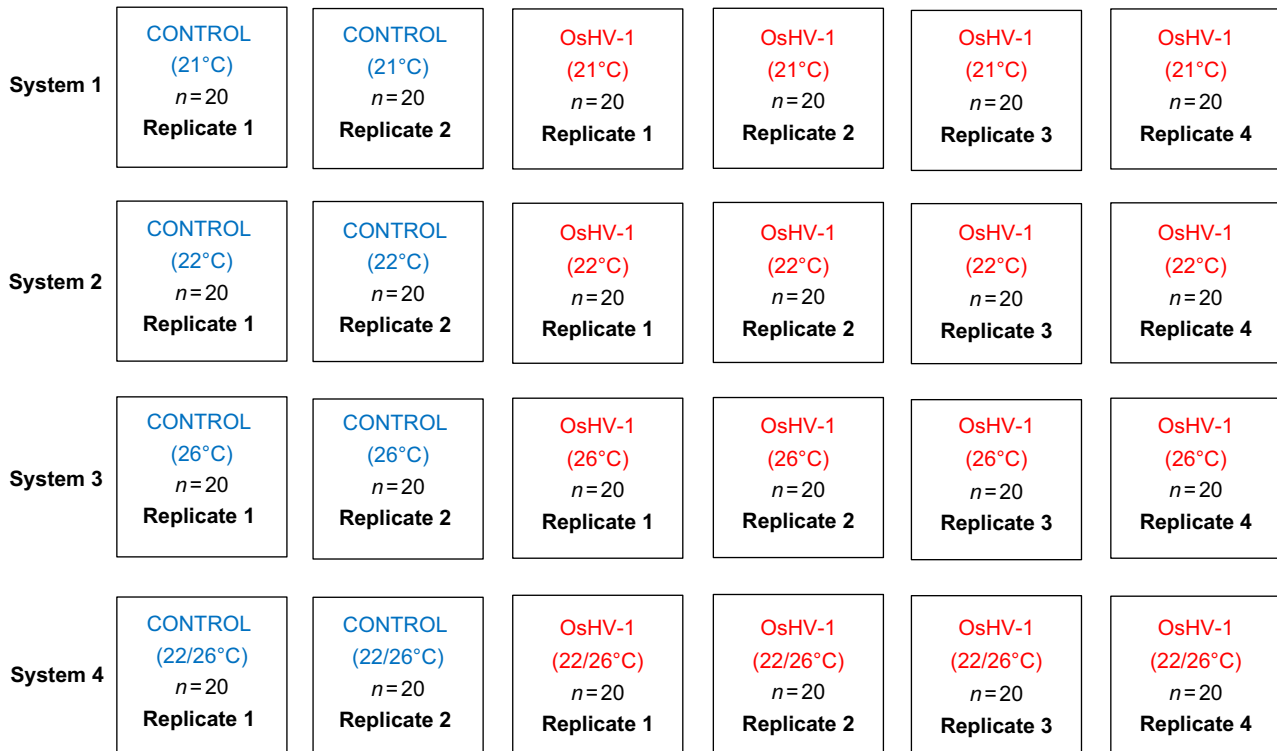 System 1
CONTROL
(21°C)
n=20
Replicate 1
CONTROL
(21°C)
n=20
Replicate 2
OsHV-1
(21°C)
n=20
Replicate 1
OsHV-1
(21°C)
n=20
Replicate 2
OsHV-1
(21°C)
n=20
Replicate 3
OsHV-1
(21°C)
n=20
Replicate 4
System 2
CONTROL
(22°C)
n=20
Replicate 1
CONTROL
(22°C)
n=20
Replicate 2
OsHV-1
(22°C)
n=20
Replicate 1
OsHV-1
(22°C)
n=20
Replicate 2
OsHV-1
(22°C)
n=20
Replicate 3
OsHV-1
(22°C)
n=20
Replicate 4
System 3
CONTROL
(26°C)
n=20
Replicate 1
CONTROL
(26°C)
n=20
Replicate 2
OsHV-1
(26°C)
n=20
Replicate 1
OsHV-1
(26°C)
n=20
Replicate 2
OsHV-1
(26°C)
n=20
Replicate 3
OsHV-1
(26°C)
n=20
Replicate 4
System 4
CONTROL
(22/26°C)
n=20
Replicate 1
CONTROL
(22/26°C)
n=20
Replicate 2
OsHV-1
(22/26°C)
n=20
Replicate 1
OsHV-1
(22/26°C)
n=20
Replicate 2
OsHV-1
(22/26°C)
n=20
Replicate 3
OsHV-1
(22/26°C)
n=20
Replicate 4